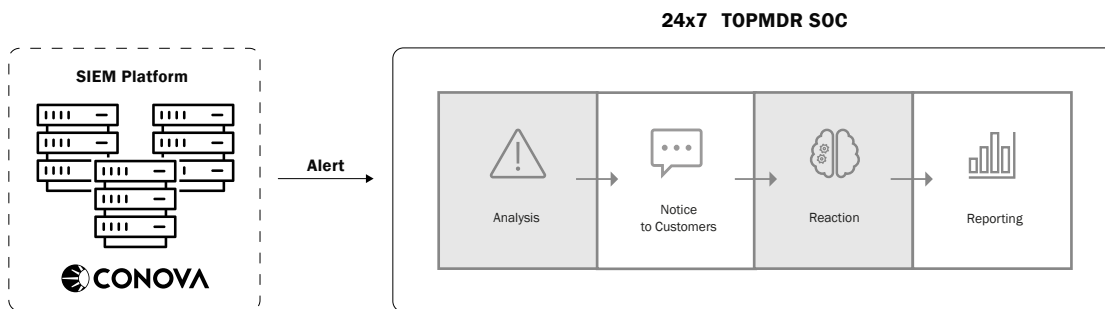 24x7 TOPMDR SOC
SIEM Platform
CONOVA
Alert
Analysis
Notice
to Customers
Reaction
Reporting